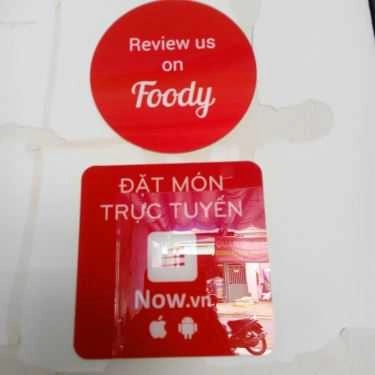 Review us
on
Foody
ĐẶT MÓN
TRỰC TUYẾN
Now.vn